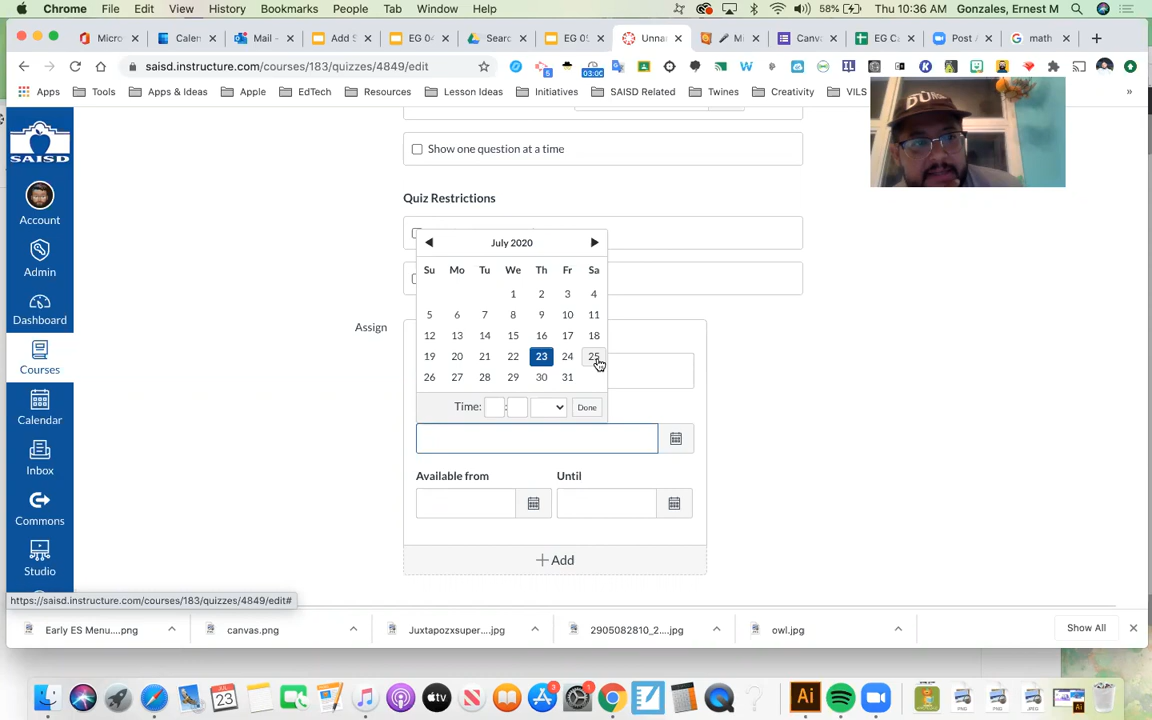 Chrome File Edit View History Bookmarks People Tab Window Help 58% Thu 10:36 AM Gonzales, Ernest M
Micro Calen Mail - Add S EG 04 Searc EG 05 Unna Mi Canv EG C Post / math
saisd.instructure.com/courses/183/quizzes/4849/edit
Apps Tools Apps & Ideas Apple EdTech Resources Lesson Ideas Initiatives SAISD Related Twines Creativity VILS »
Show one question at a time
SAISD
Quiz Restrictions
Account
July 2020
Su Mo Tu We Th Fr Sa
1 2 3 4
5 6 7 8 9 10 11
12 13 14 15 16 17 18
19 20 21 22 23 24 25
26 27 28 29 30 31
Time: : Done
Assign
Admin
Dashboard
Courses
Calendar
Available from Until
Inbox
Commons
+ Add
Studio
https://saisd.instructure.com/courses/183/quizzes/4849/edit#
Early ES Menu....png canvas.png Juxtapozxsuper....jpg 2905082810_2....jpg owl.jpg Show All